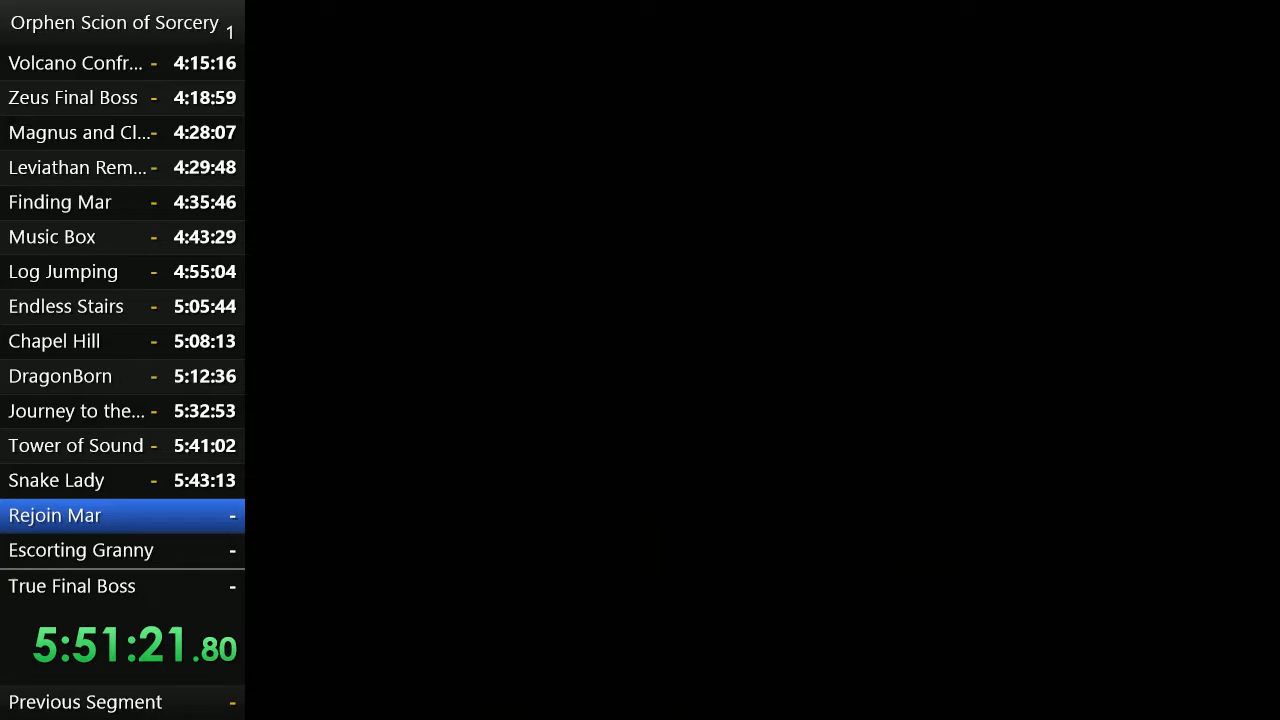 Orphen Scion of Sorcery 1
Volcano Confr... - 4:15:16
Zeus Final Boss - 4:18:59
Magnus and Cl... - 4:28:07
Leviathan Rem... - 4:29:48
Finding Mar - 4:35:46
Music Box - 4:43:29
Log Jumping - 4:55:04
Endless Stairs - 5:05:44
Chapel Hill - 5:08:13
DragonBorn - 5:12:36
Journey to the... - 5:32:53
Tower of Sound - 5:41:02
Snake Lady - 5:43:13
Rejoin Mar -
Escorting Granny -
True Final Boss -
5:51:21.80
Previous Segment -